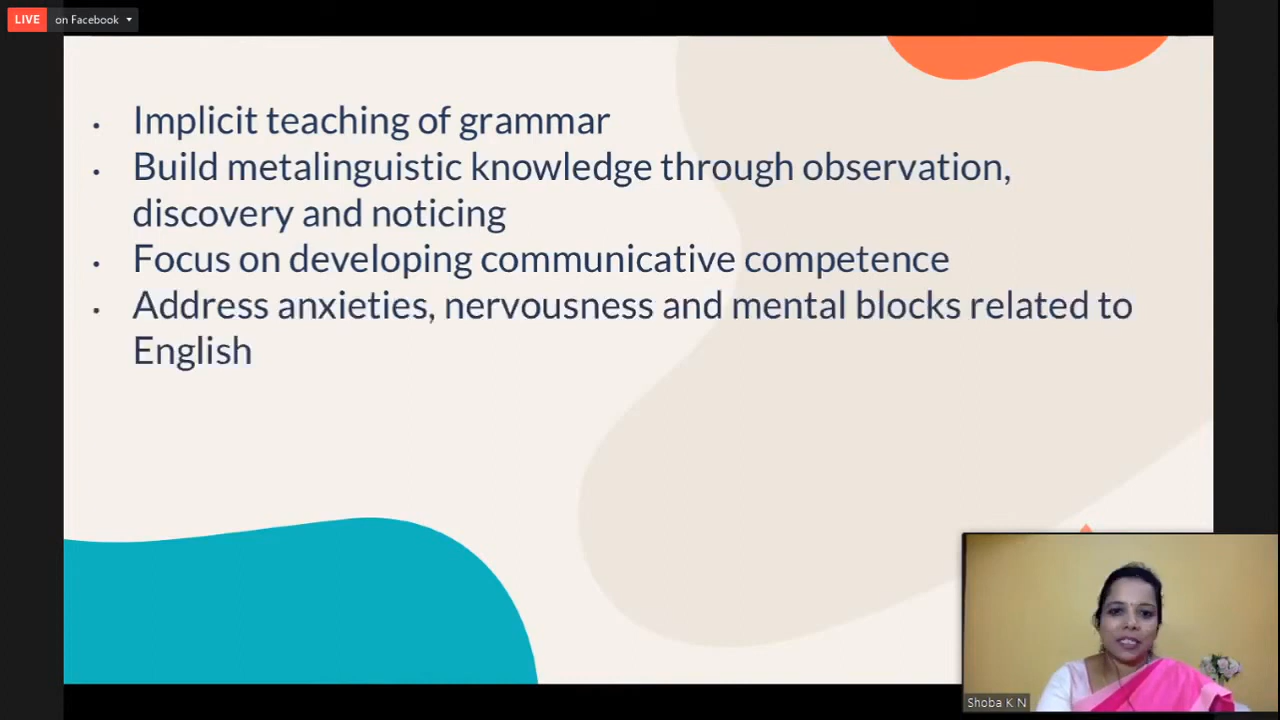 LIVE on Facebook
• Implicit teaching of grammar
• Build metalinguistic knowledge through observation,
discovery and noticing
• Focus on developing communicative competence
• Address anxieties, nervousness and mental blocks related to
English
Shoba K N